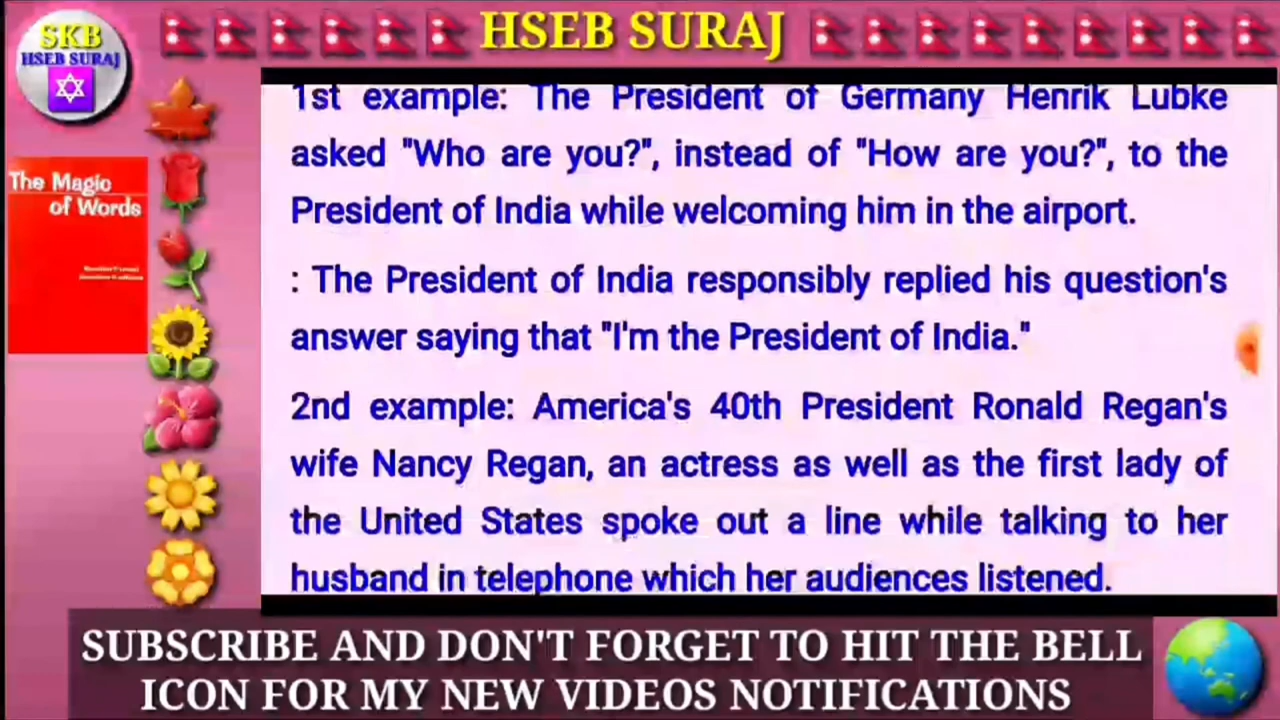 SKB
HSEB SURAJ
HSEB SURAJ
The Magic
of Words
1st example: The President of Germany Henrik Lubke
asked "Who are you?", instead of "How are you?", to the
President of India while welcoming him in the airport.
: The President of India responsibly replied his question's
answer saying that "I'm the President of India."
2nd example: America's 40th President Ronald Regan's
wife Nancy Regan, an actress as well as the first lady of
the United States spoke out a line while talking to her
husband in telephone which her audiences listened.
SUBSCRIBE AND DON'T FORGET TO HIT THE BELL
ICON FOR MY NEW VIDEOS NOTIFICATIONS